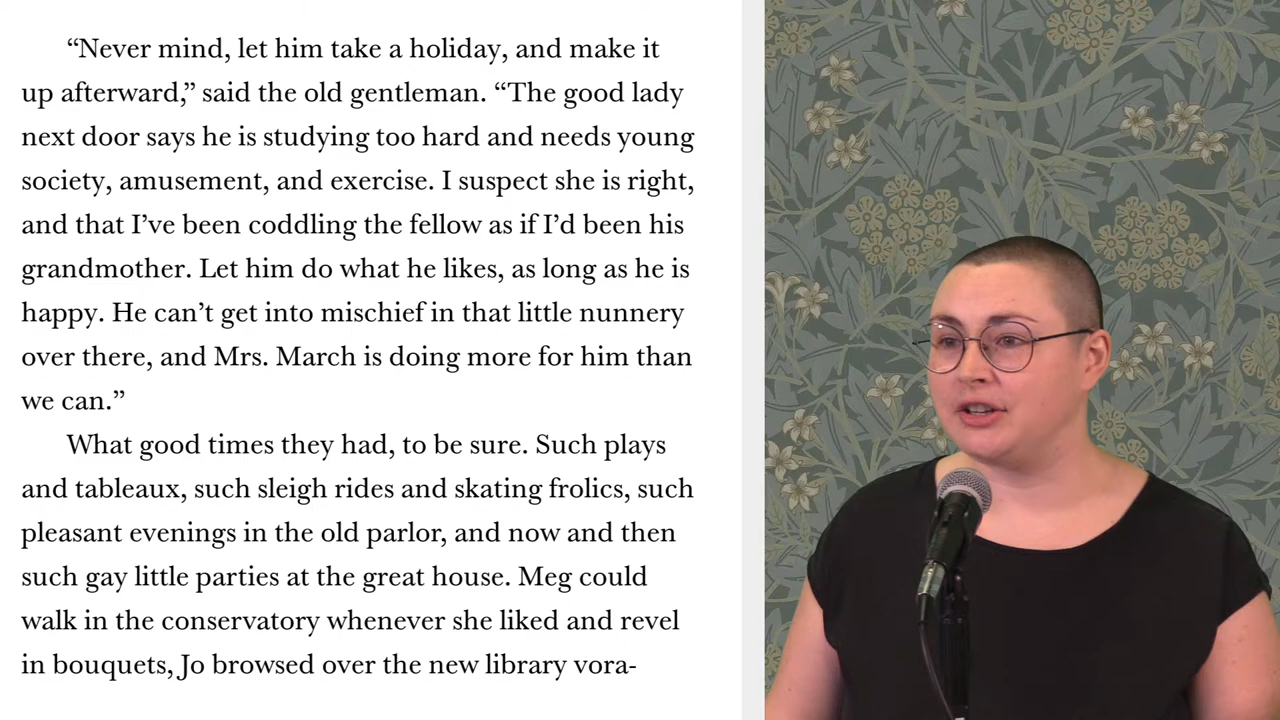 “Never mind, let him take a holiday, and make it
up afterward,” said the old gentleman. “The good lady
next door says he is studying too hard and needs young
society, amusement, and exercise. I suspect she is right,
and that I’ve been coddling the fellow as if I’d been his
grandmother. Let him do what he likes, as long as he is
happy. He can’t get into mischief in that little nunnery
over there, and Mrs. March is doing more for him than
we can.”
What good times they had, to be sure. Such plays
and tableaux, such sleigh rides and skating frolics, such
pleasant evenings in the old parlor, and now and then
such gay little parties at the great house. Meg could
walk in the conservatory whenever she liked and revel
in bouquets, Jo browsed over the new library vora-